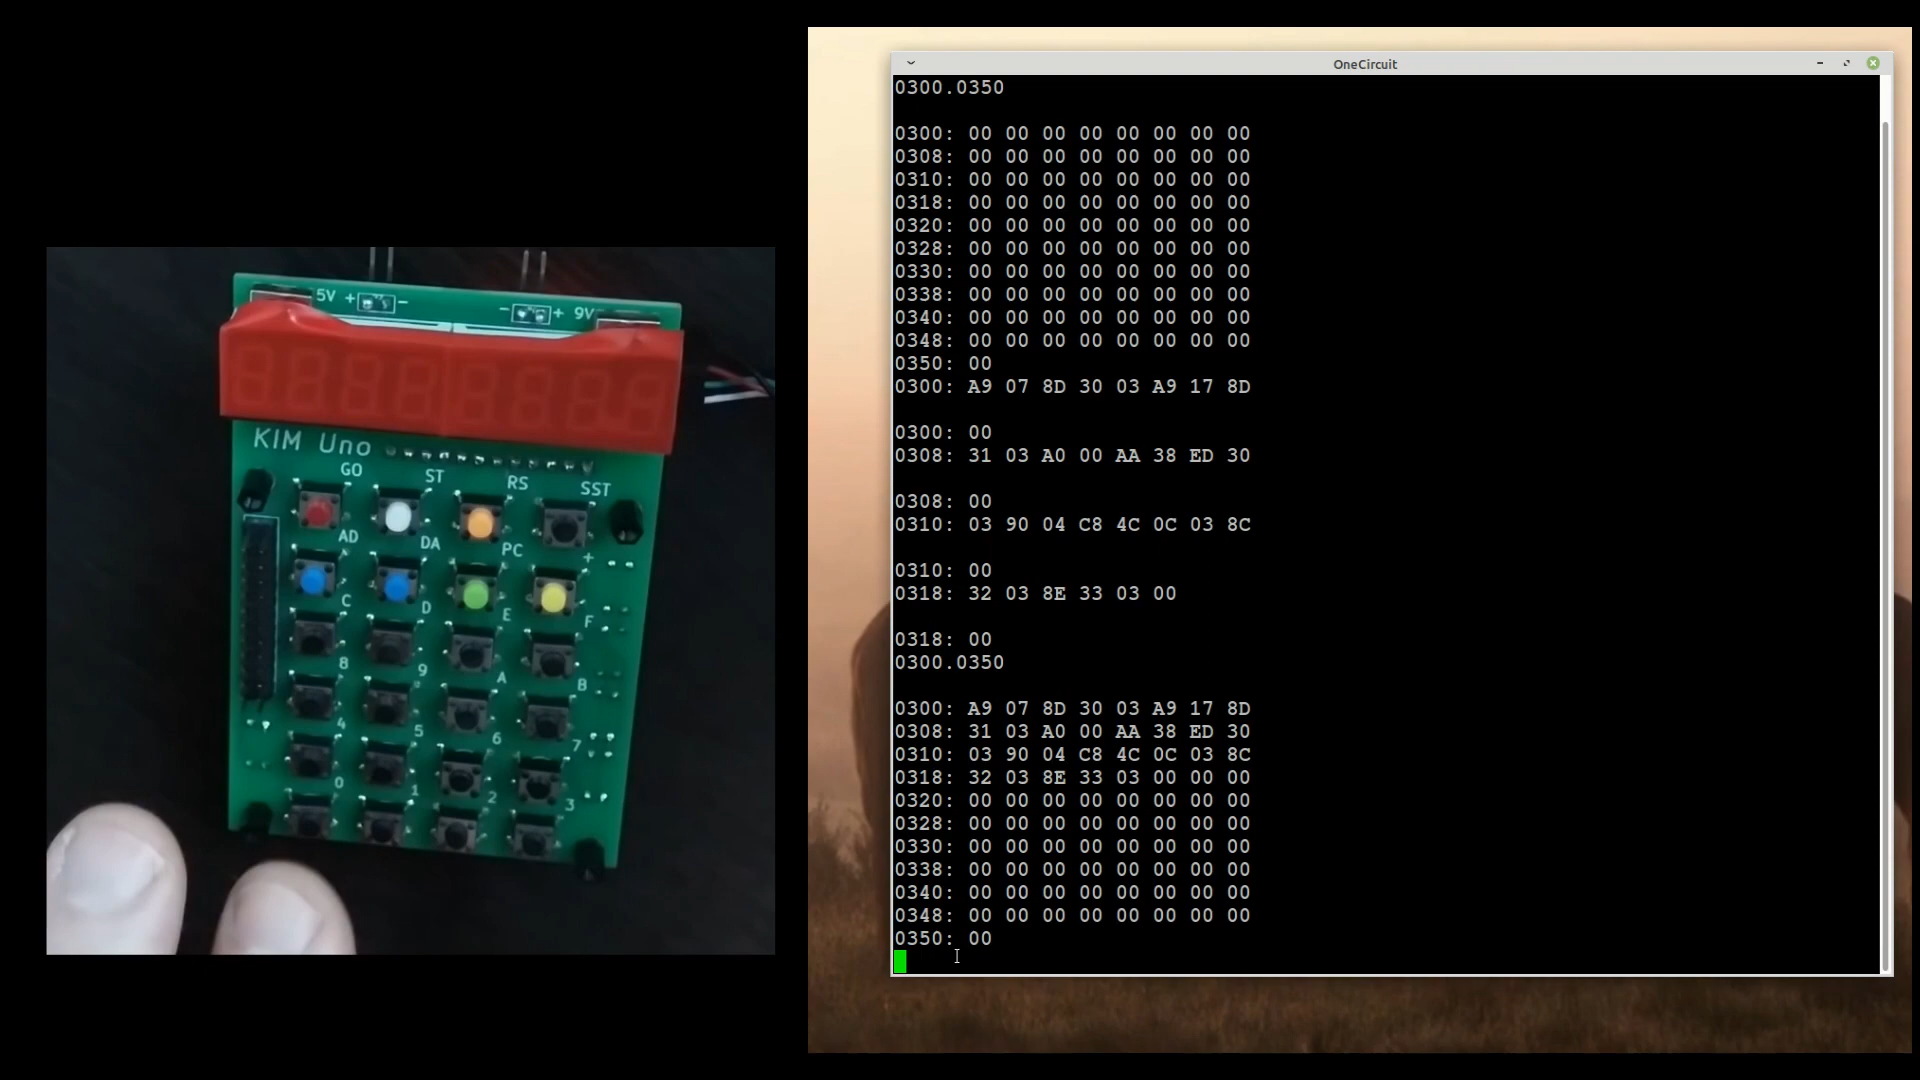 5V + - - + 9V
KIM Uno
GO ST RS SST
AD DA PC +
C D E F
8 9 A B
4 5 6 7
0 1 2 3
OneCircuit
0300.0350
0300: 00 00 00 00 00 00 00 00
0308: 00 00 00 00 00 00 00 00
0310: 00 00 00 00 00 00 00 00
0318: 00 00 00 00 00 00 00 00
0320: 00 00 00 00 00 00 00 00
0328: 00 00 00 00 00 00 00 00
0330: 00 00 00 00 00 00 00 00
0338: 00 00 00 00 00 00 00 00
0340: 00 00 00 00 00 00 00 00
0348: 00 00 00 00 00 00 00 00
0350: 00
0300: A9 07 8D 30 03 A9 17 8D
0300: 00
0308: 31 03 A0 00 AA 38 ED 30
0308: 00
0310: 03 90 04 C8 4C 0C 03 8C
0310: 00
0318: 32 03 8E 33 03 00
0318: 00
0300.0350
0300: A9 07 8D 30 03 A9 17 8D
0308: 31 03 A0 00 AA 38 ED 30
0310: 03 90 04 C8 4C 0C 03 8C
0318: 32 03 8E 33 03 00 00 00
0320: 00 00 00 00 00 00 00 00
0328: 00 00 00 00 00 00 00 00
0330: 00 00 00 00 00 00 00 00
0338: 00 00 00 00 00 00 00 00
0340: 00 00 00 00 00 00 00 00
0348: 00 00 00 00 00 00 00 00
0350: 00